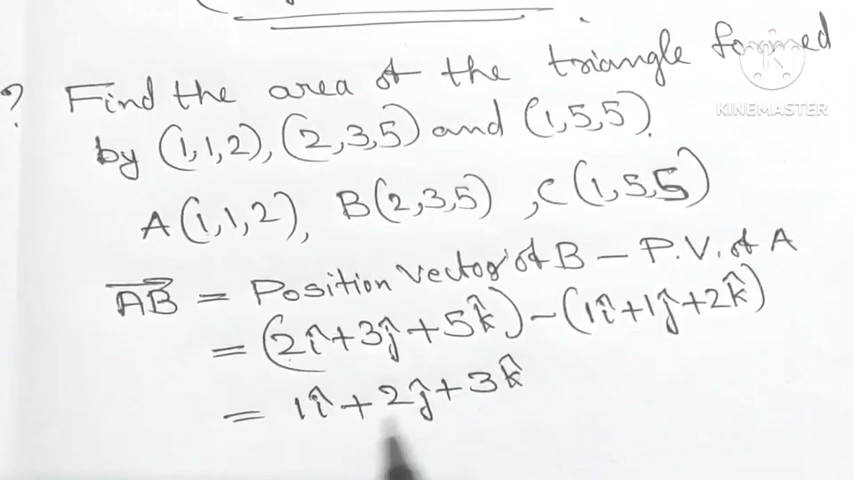 ? Find the area of the triangle formed
by (1,1,2), (2,3,5) and (1,5,5).
A(1,1,2), B(2,3,5), C(1,5,5)
$\overrightarrow{AB}$ = Position Vector of B – P.V. of A
= (2î+3ĵ+5k̂)–(1î+1ĵ+2k̂)
= 1î+2ĵ+3k̂
KINEMASTER